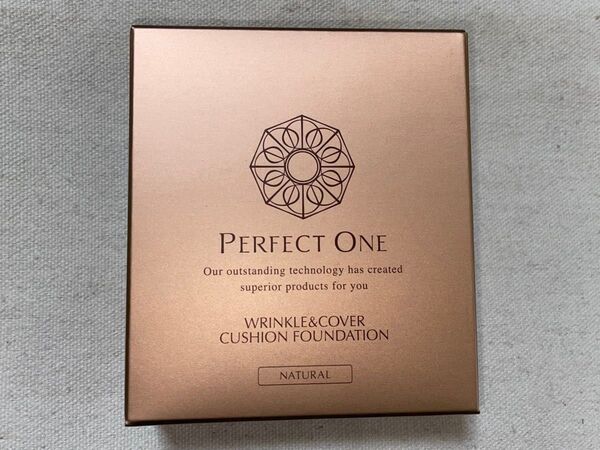 PERFECT ONE
Our outstanding technology has created
superior products for you
WRINKLE&COVER
CUSHION FOUNDATION
NATURAL